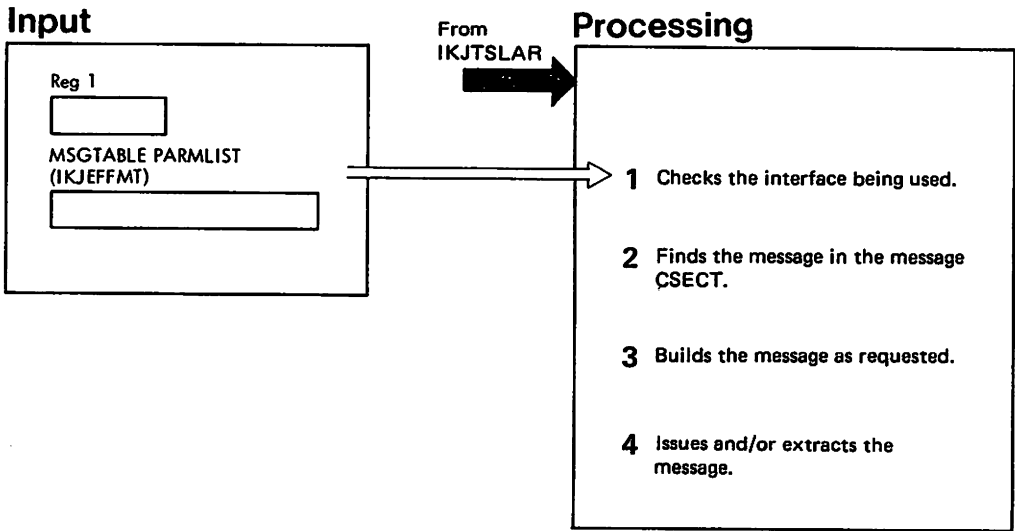 Input
From
IKJTSLAR
Processing
Reg 1
MSGTABLE PARMLIST
(IKJEFFMT)
1 Checks the interface being used.
2 Finds the message in the message
CSECT.
3 Builds the message as requested.
4 Issues and/or extracts the
message.